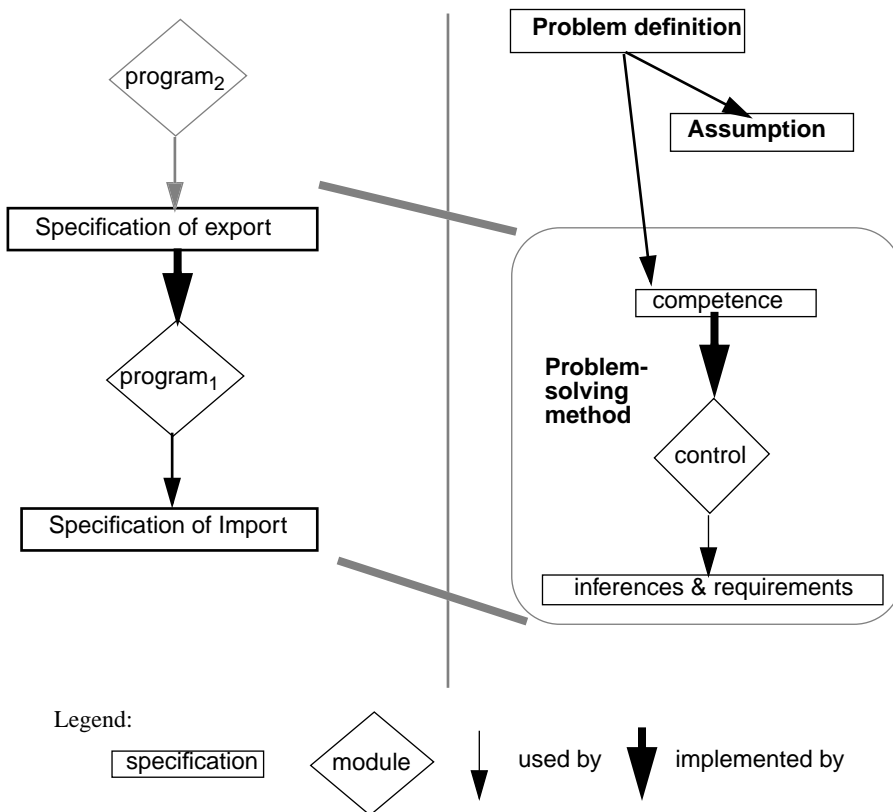 program2
Specification of export
program1
Specification of Import
Problem definition
Assumption
competence
Problem-
solving
method
control
inferences & requirements
Legend:
specification
module
used by
implemented by